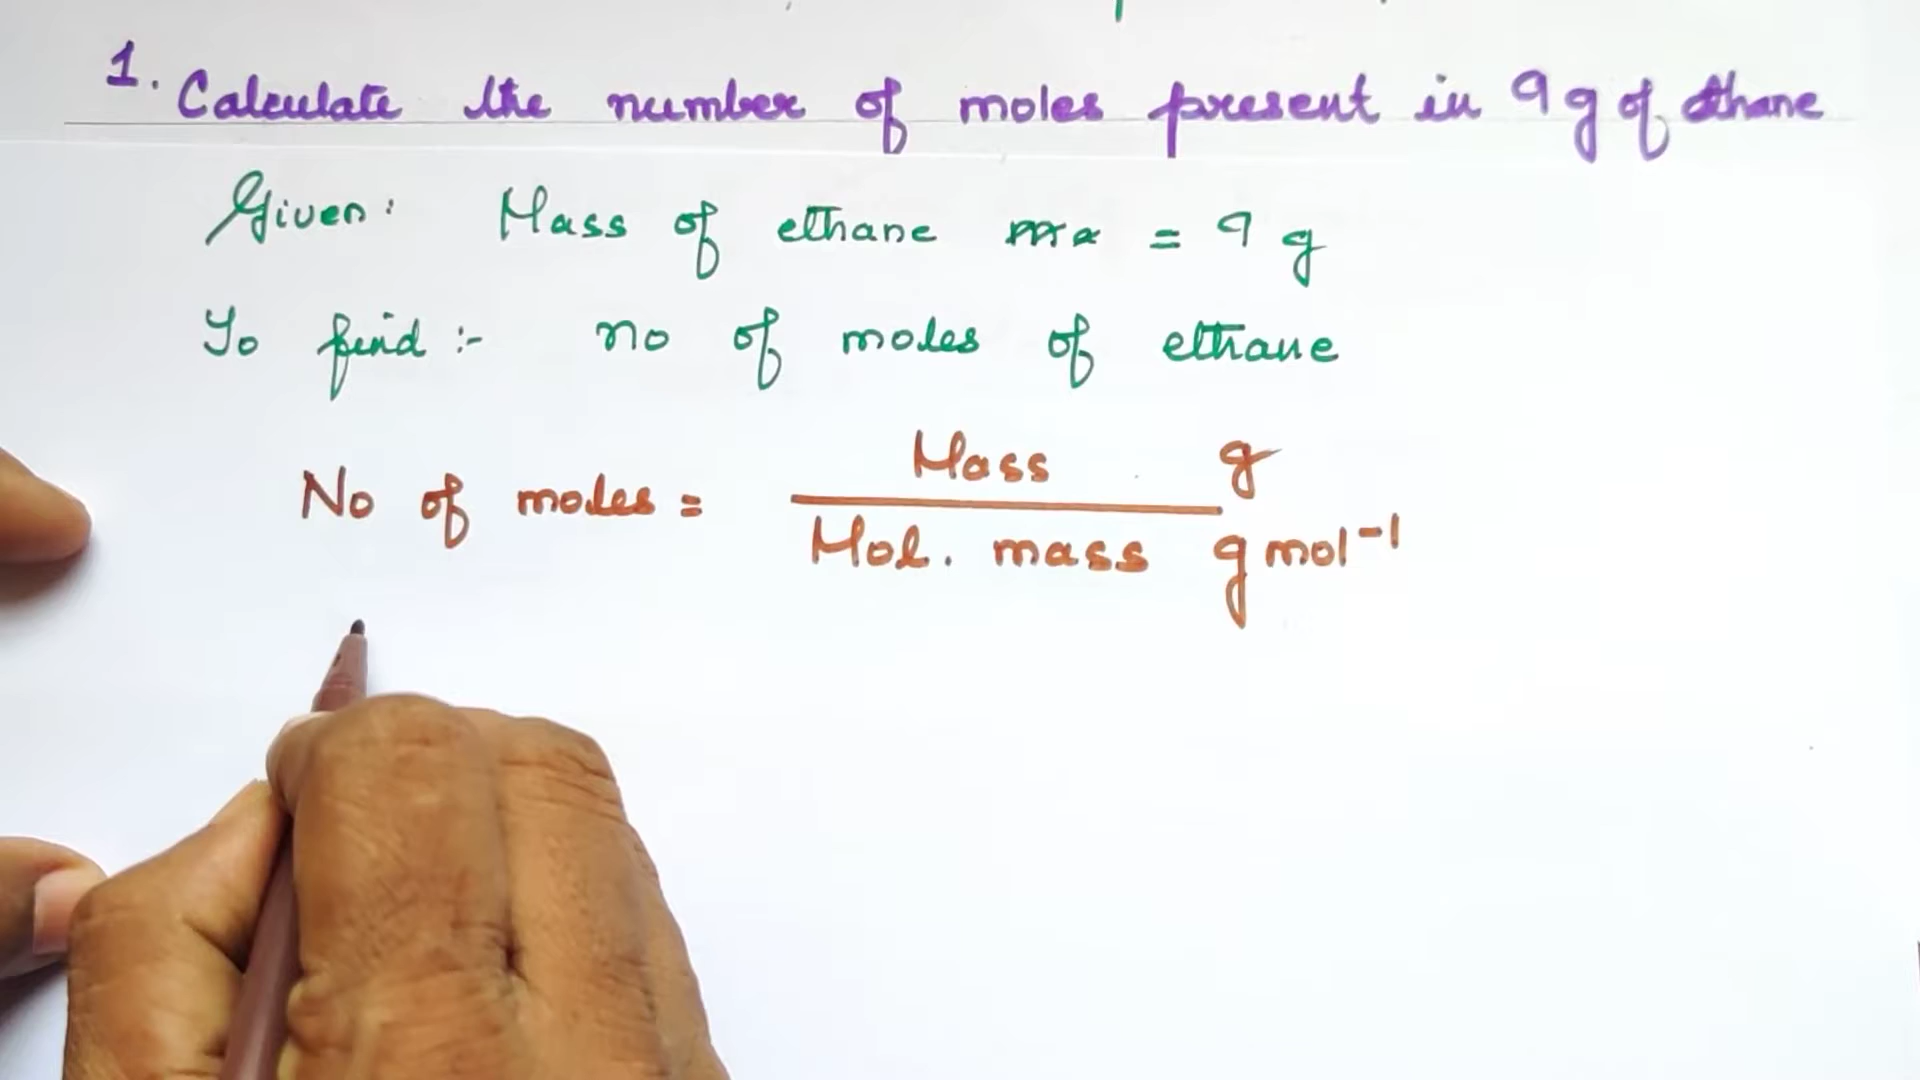 1. Calculate the number of moles present in 9 g of ethane
Given: Mass of ethane = 9 g
To find :- no of moles of ethane
No of moles = Mass g
Mol. mass g mol⁻¹